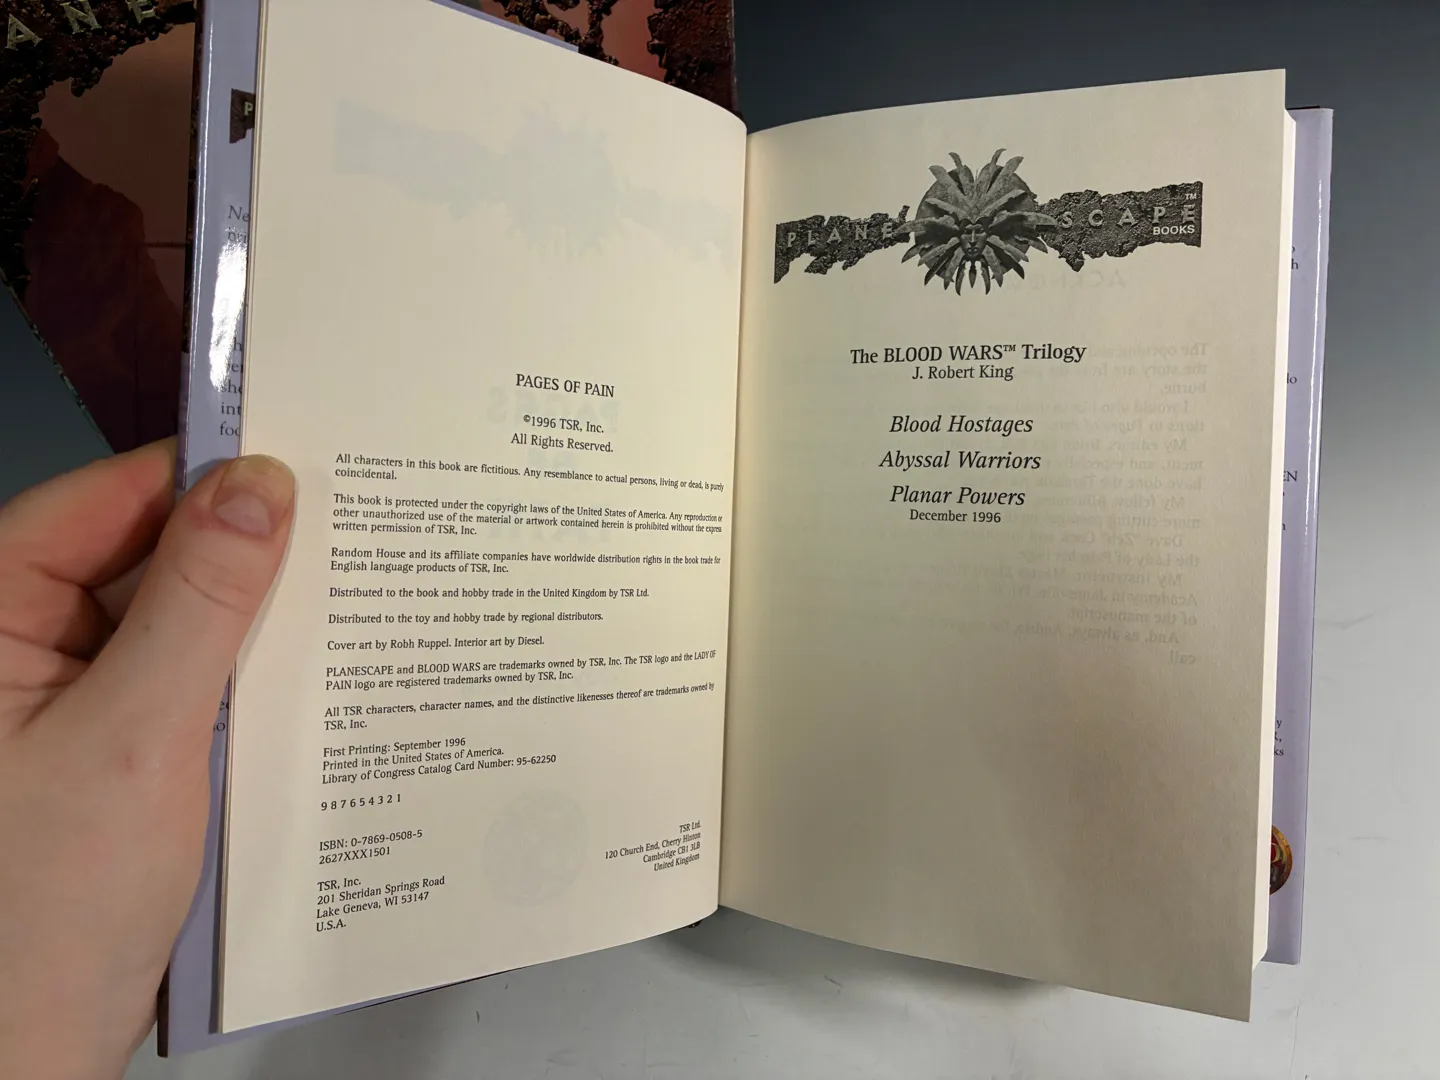 ANE
P
Ne
pri
she
int
foc
PAGES OF PAIN
©1996 TSR, Inc.
All Rights Reserved.
All characters in this book are fictitious. Any resemblance to actual persons, living or dead, is purely
coincidental.
This book is protected under the copyright laws of the United States of America. Any reproduction or
other unauthorized use of the material or artwork contained herein is prohibited without the express
written permission of TSR, Inc.
Random House and its affiliate companies have worldwide distribution rights in the book trade for
English language products of TSR, Inc.
Distributed to the book and hobby trade in the United Kingdom by TSR Ltd.
Distributed to the toy and hobby trade by regional distributors.
Cover art by Robh Ruppel. Interior art by Diesel.
PLANESCAPE and BLOOD WARS are trademarks owned by TSR, Inc. The TSR logo and the LADY OF
PAIN logo are registered trademarks owned by TSR, Inc.
All TSR characters, character names, and the distinctive likenesses thereof are trademarks owned by
TSR, Inc.
First Printing: September 1996
Printed in the United States of America.
Library of Congress Catalog Card Number: 95-62250
9 8 7 6 5 4 3 2 1
ISBN: 0-7869-0508-5
2627XXX1501
TSR, Inc.
201 Sheridan Springs Road
Lake Geneva, WI 53147
U.S.A.
TSR Ltd.
120 Church End, Cherry Hinton
Cambridge CB1 3LB
United Kingdom
PLANESCAPE™
BOOKS
The BLOOD WARS™ Trilogy
J. Robert King
Blood Hostages
Abyssal Warriors
Planar Powers
December 1996
h
lo
EN
y
ks